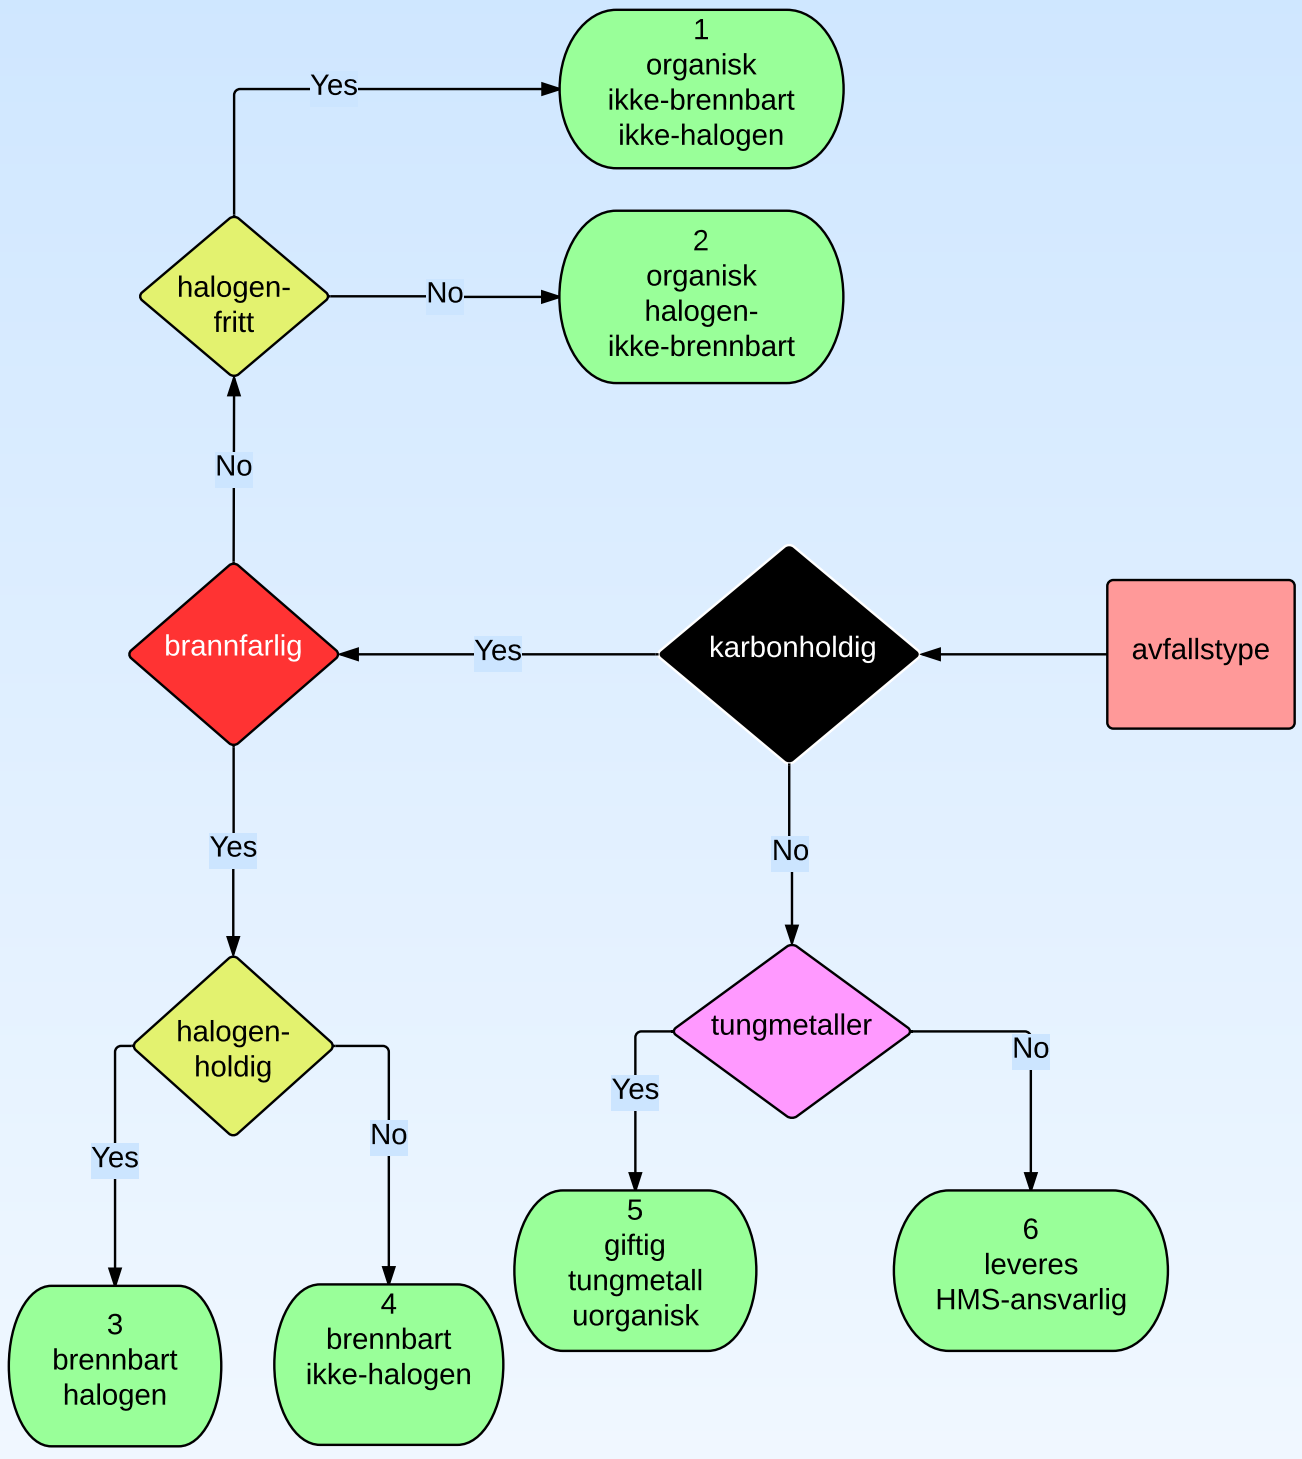 1
organisk
ikke-brennbart
ikke-halogen
Yes
2
organisk
halogen-
ikke-brennbart
halogen-
fritt
No
No
brannfarlig
Yes
karbonholdig
avfallstype
Yes
No
halogen-
holdig
tungmetaller
No
Yes
No
Yes
5
giftig
tungmetall
uorganisk
6
leveres
HMS-ansvarlig
3
brennbart
halogen
4
brennbart
ikke-halogen